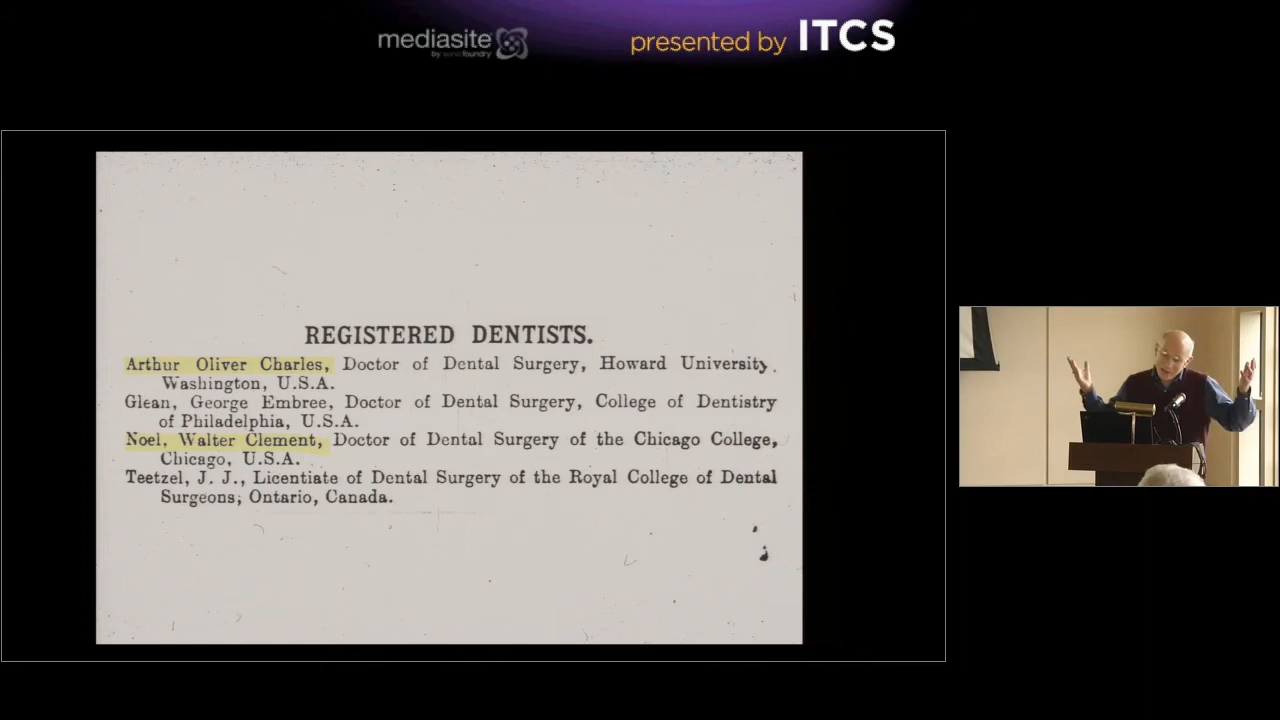 mediasite
by sonicfoundry
presented by ITCS
REGISTERED DENTISTS.
Arthur Oliver Charles, Doctor of Dental Surgery, Howard University,
Washington, U.S.A.
Glean, George Embree, Doctor of Dental Surgery, College of Dentistry
of Philadelphia, U.S.A.
Noel, Walter Clement, Doctor of Dental Surgery of the Chicago College,
Chicago, U.S.A.
Teetzel, J. J., Licentiate of Dental Surgery of the Royal College of Dental
Surgeons, Ontario, Canada.